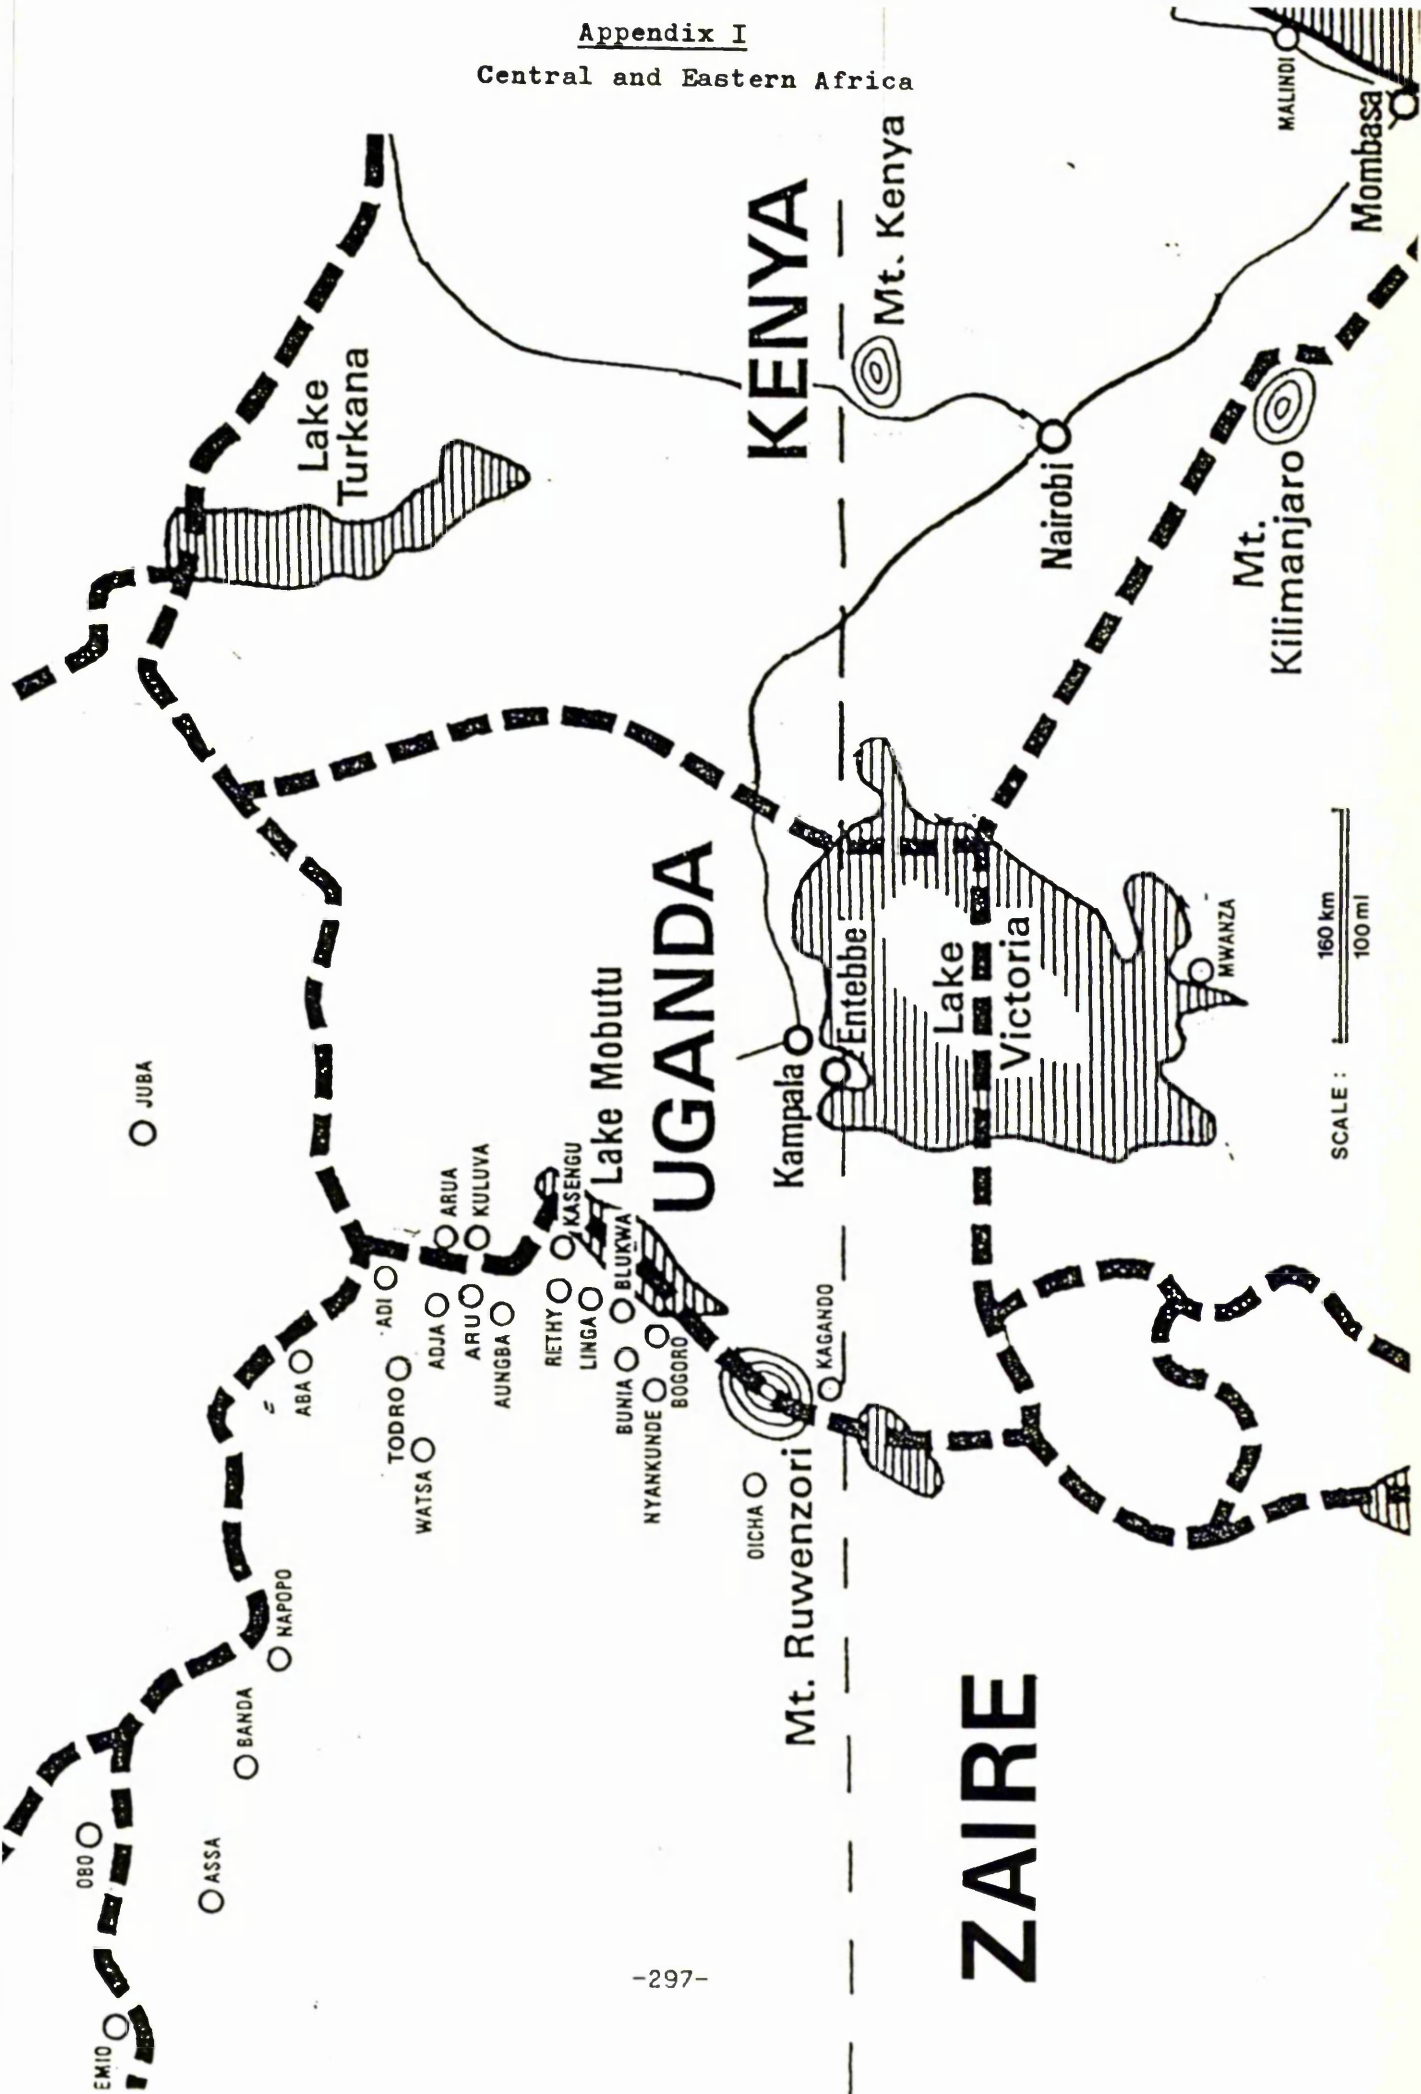 Appendix I
Central and Eastern Africa
EMIO
OBO
ASSA
BANDA
NAPOPO
JUBA
ABA
ADI
TODRO
WATSA
ADJA
ARUA
ARU
KULUVA
AUNGBA
RETHY
KASENGU
LINGA
Lake Mobutu
BLUKWA
BUNIA
NYANKUNDE
BOGORO
OICHA
Mt. Ruwenzori
KAGANDO
UGANDA
Kampala
Entebbe
Lake
Victoria
MWANZA
ZAIRE
Lake
Turkana
KENYA
Mt. Kenya
Nairobi
Mt.
Kilimanjaro
MALINDI
Mombasa
SCALE :
160 km
100 ml
-297-